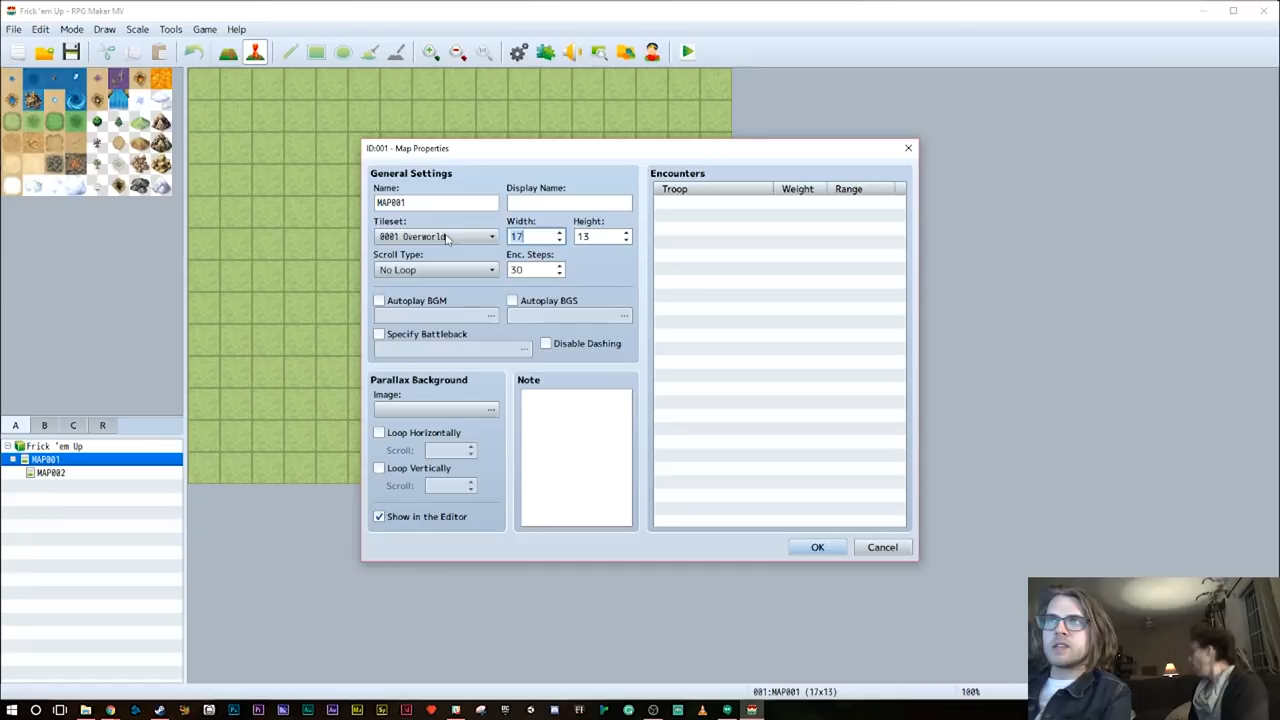 Frick 'em Up - RPG Maker MV
File Edit Mode Draw Scale Tools Game Help
ID:001 - Map Properties
General Settings
Name:
Display Name:
MAP001
Tileset:
Width:
Height:
0001 Overworld
17
13
Scroll Type:
Enc. Steps:
No Loop
30
Autoplay BGM
Autoplay BGS
Specify Battleback
Disable Dashing
Parallax Background
Image:
Loop Horizontally
Scroll:
Loop Vertically
Scroll:
Show in the Editor
Note
Encounters
Troop Weight Range
OK
Cancel
A B C R
Frick 'em Up
MAP001
MAP002
001:MAP001 (17x13)
100%